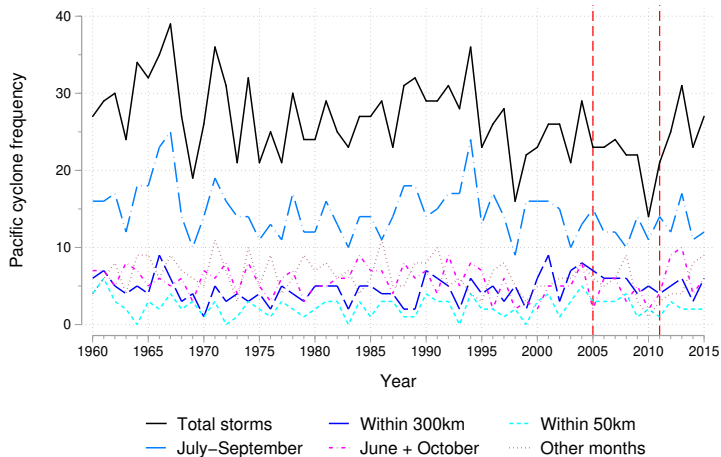 40
30
20
10
0
Pacific cyclone frequency
1960 1965 1970 1975 1980 1985 1990 1995 2000 2005 2010 2015
Year
Total storms Within 300km Within 50km
July−September June + October Other months